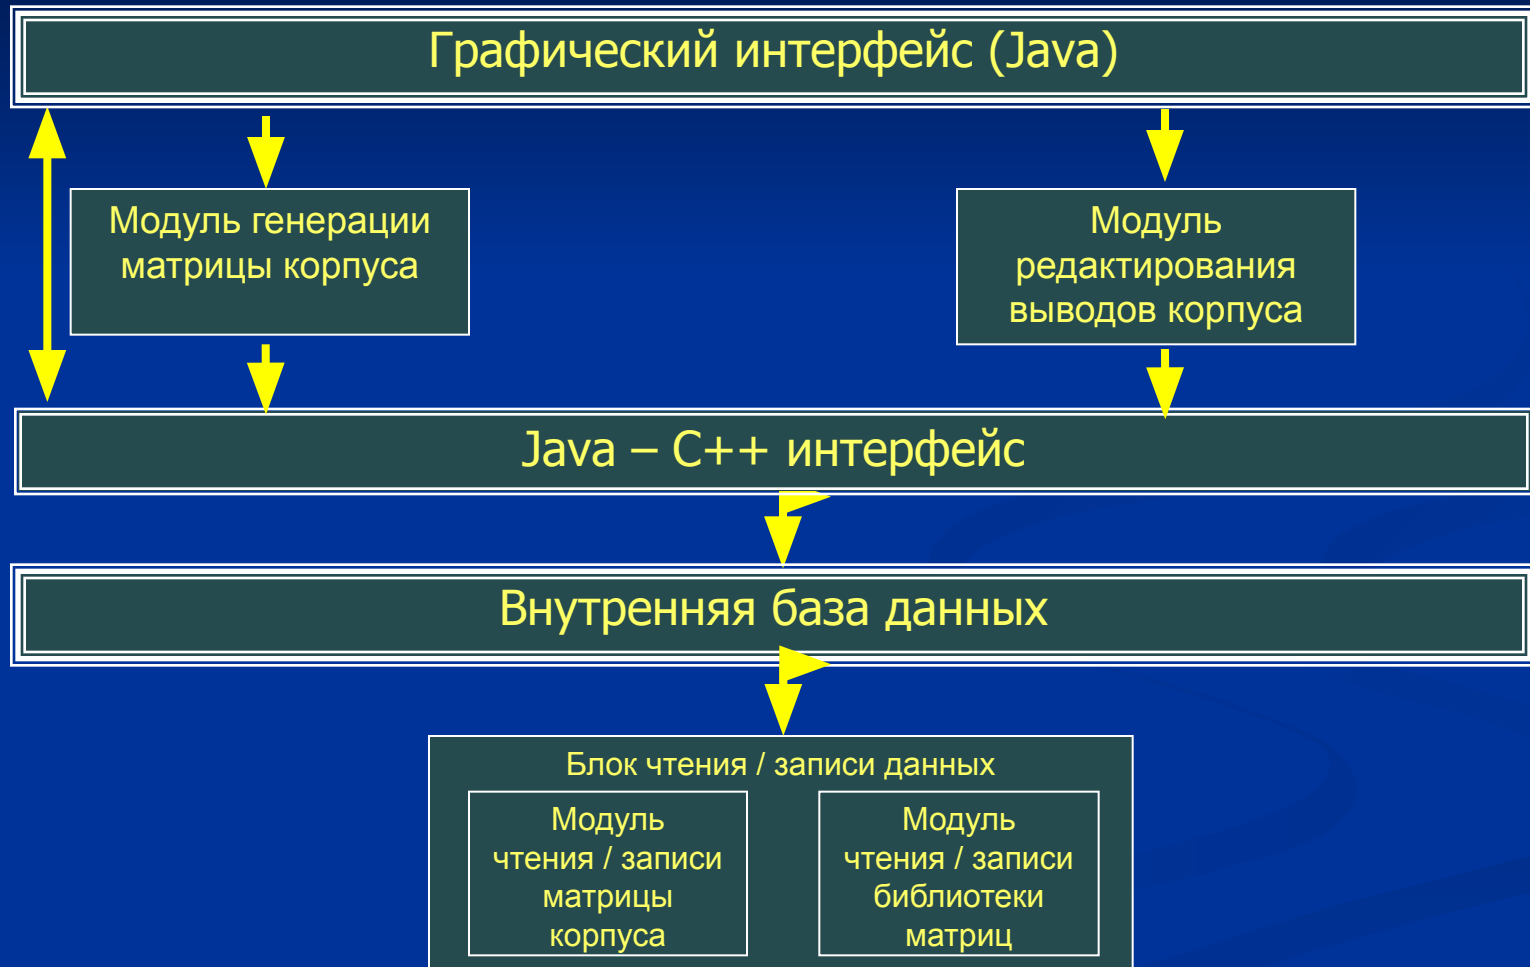 Графический интерфейс (Java)
Модуль генерации
матрицы корпуса
Модуль
редактирования
выводов корпуса
Java – C++ интерфейс
Внутренняя база данных
Блок чтения / записи данных
Модуль
чтения / записи
матрицы
корпуса
Модуль
чтения / записи
библиотеки
матриц